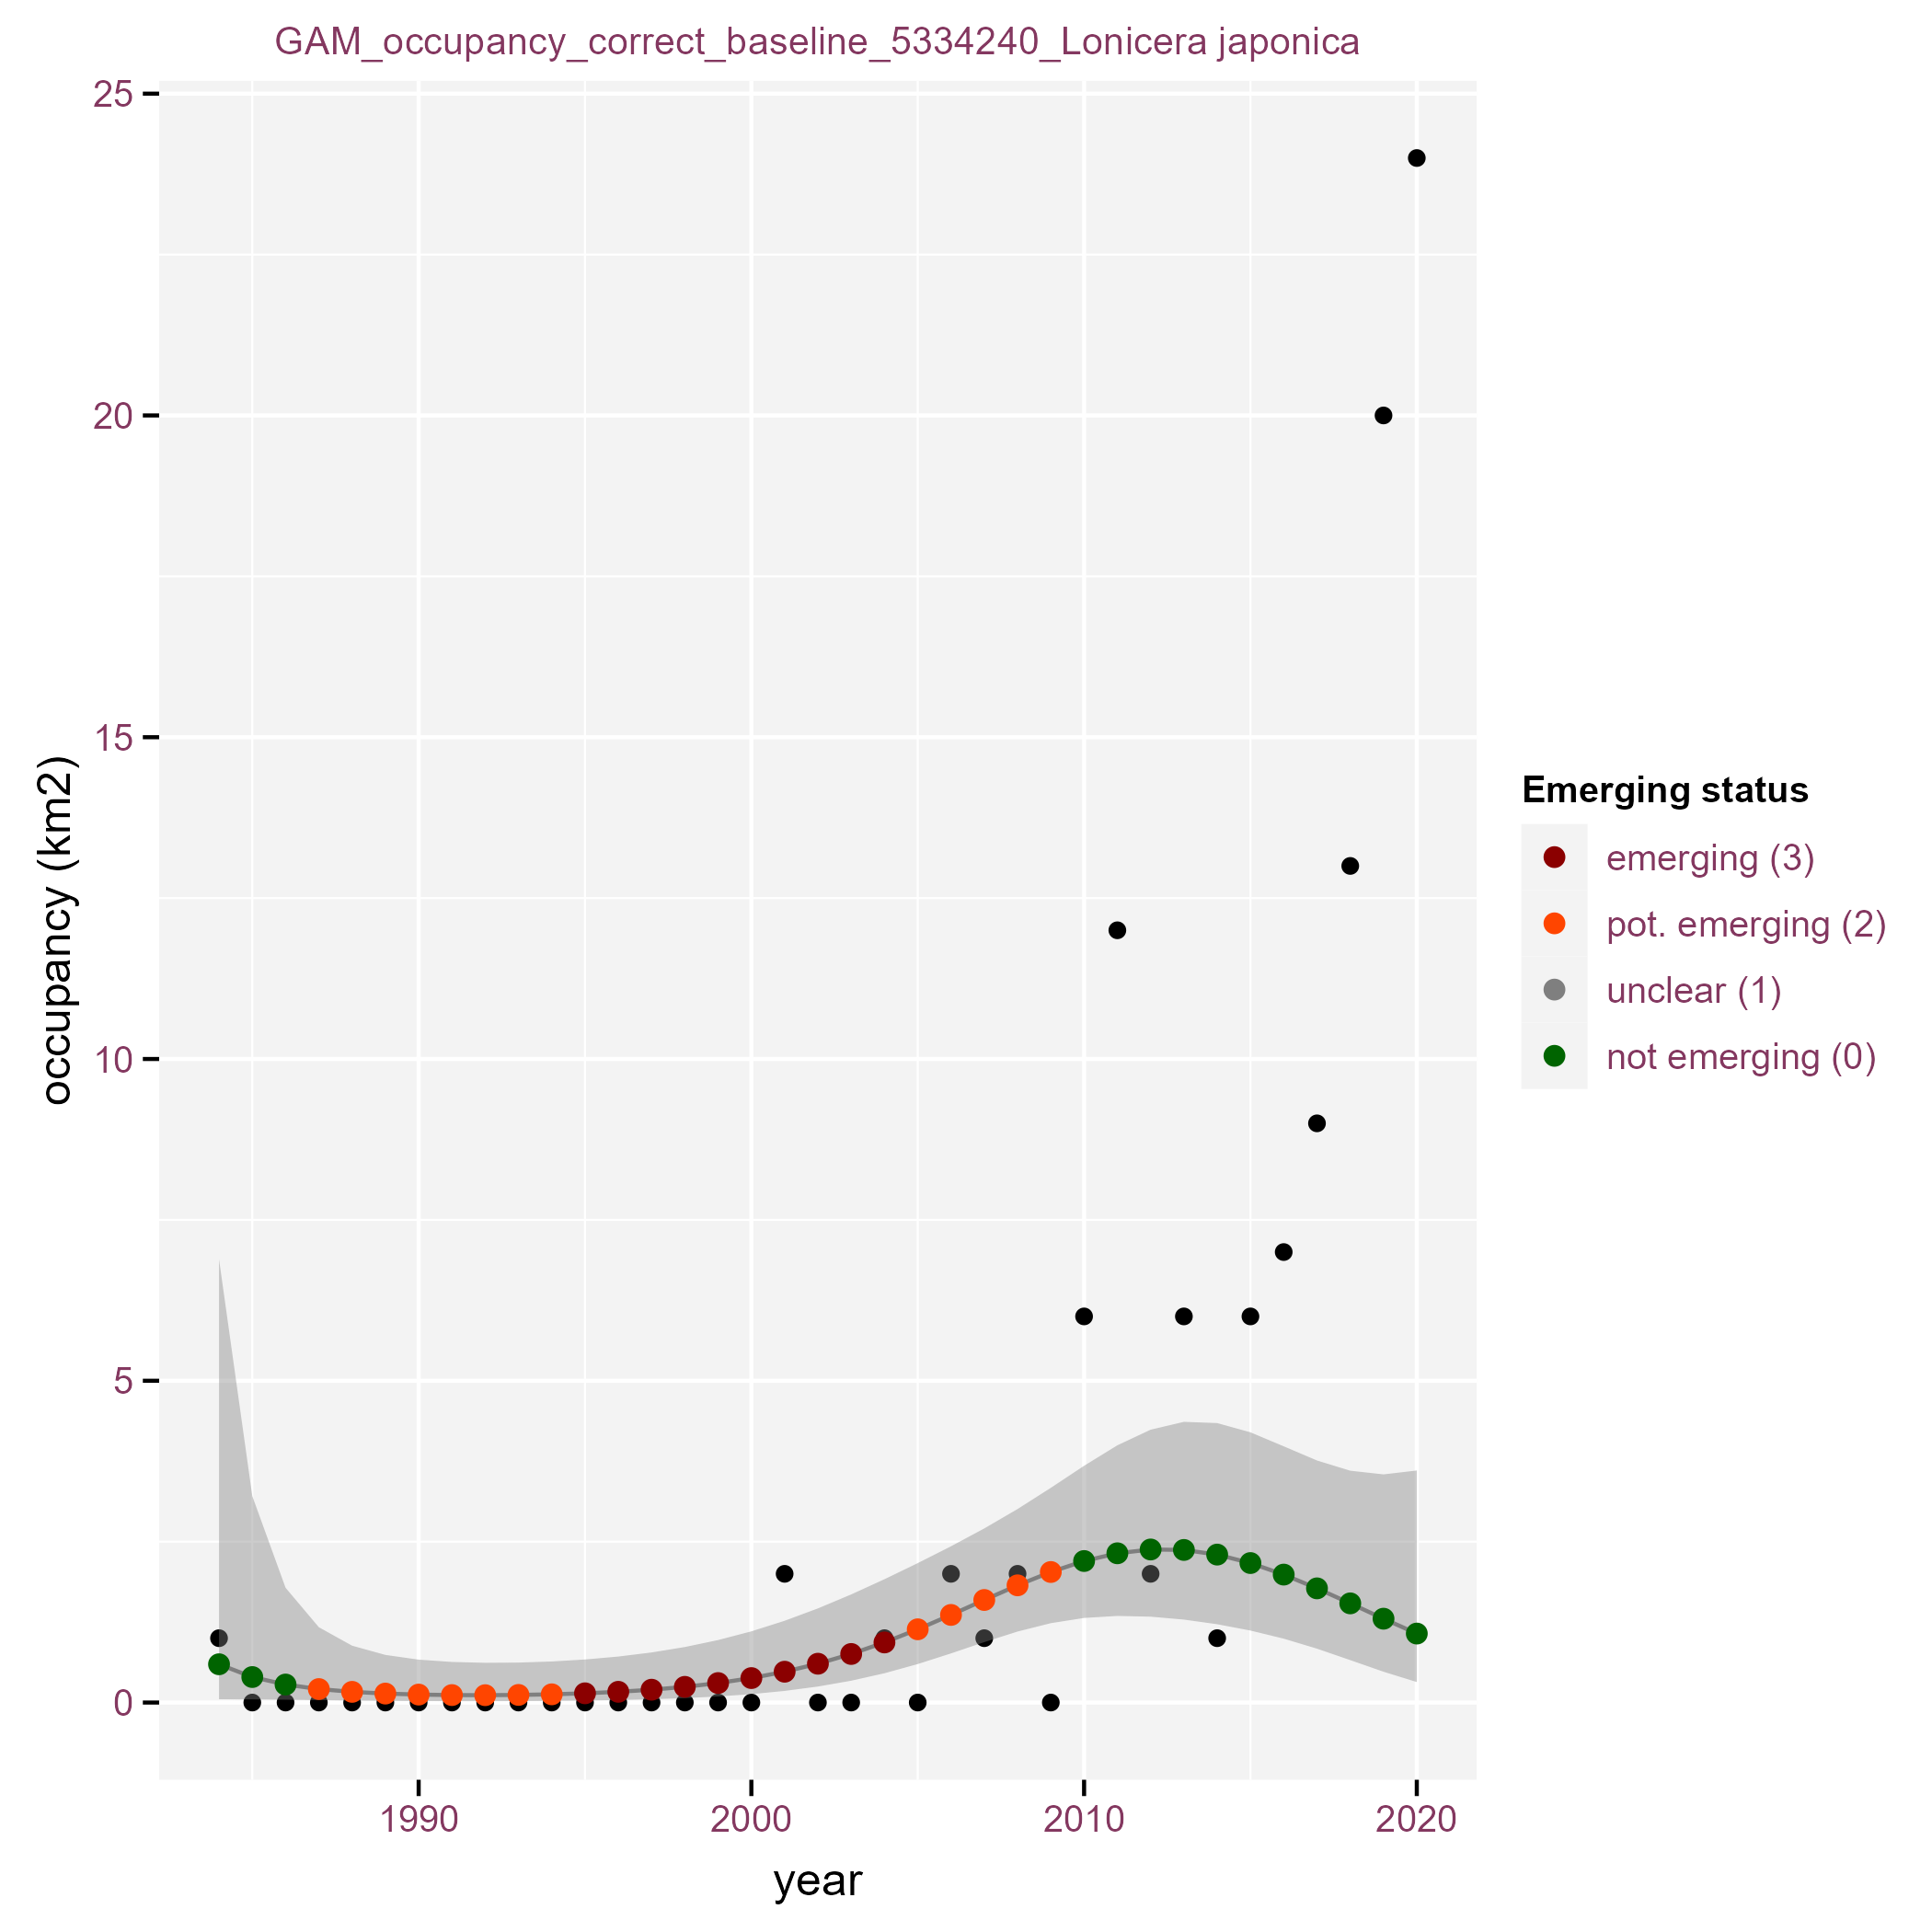 GAM_occupancy_correct_baseline_5334240_Lonicera japonica
25
20
15
10
5
0
occupancy (km2)
1990
2000
2010
2020
year
Emerging status
emerging (3)
pot. emerging (2)
unclear (1)
not emerging (0)